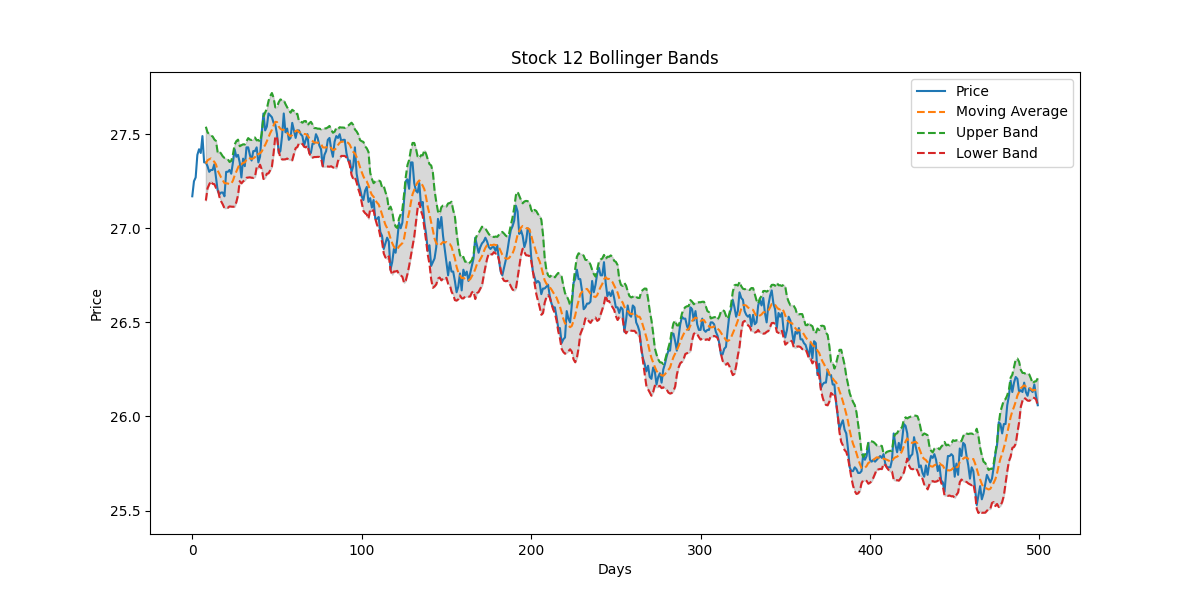 Stock 12 Bollinger Bands
Price
Moving Average
Upper Band
Lower Band
Price
27.5
27.0
26.5
26.0
25.5
0 100 200 300 400 500
Days